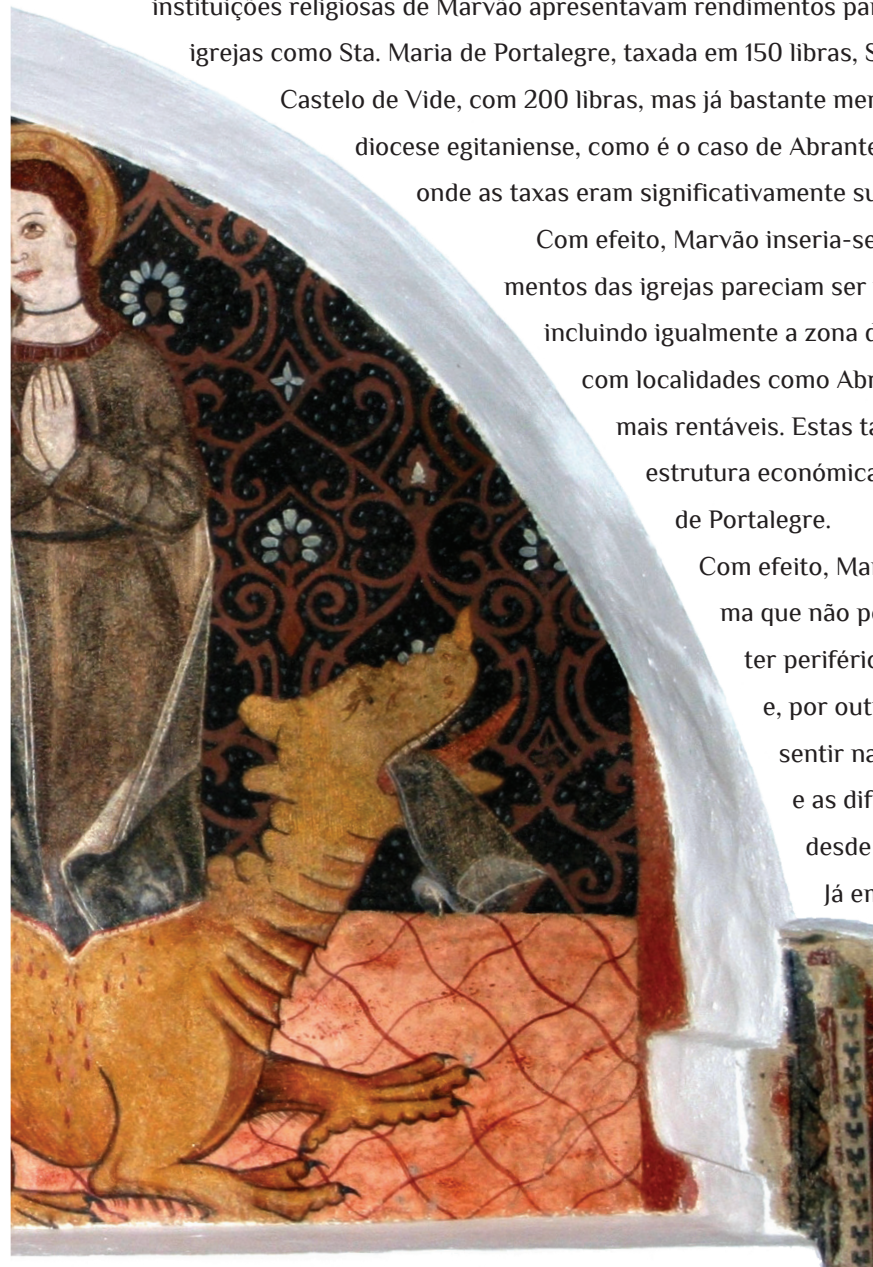 instituições religiosas de Marvão apresentavam rendimentos par
igrejas como Sta. Maria de Portalegre, taxada em 150 libras, S
Castelo de Vide, com 200 libras, mas já bastante
diocese egitaniense, como é o caso de Abrante
onde as taxas eram significativamente su
Com efeito, Marvão inseria-se
mentos das igrejas pareciam ser
incluindo igualmente a zona d
com localidades como Abr
mais rentáveis. Estas ta
estrutura económica
de Portalegre.
Com efeito, Mar
ma que não p
ter periféric
e, por out
sentir na
e as dif
desde
Já e